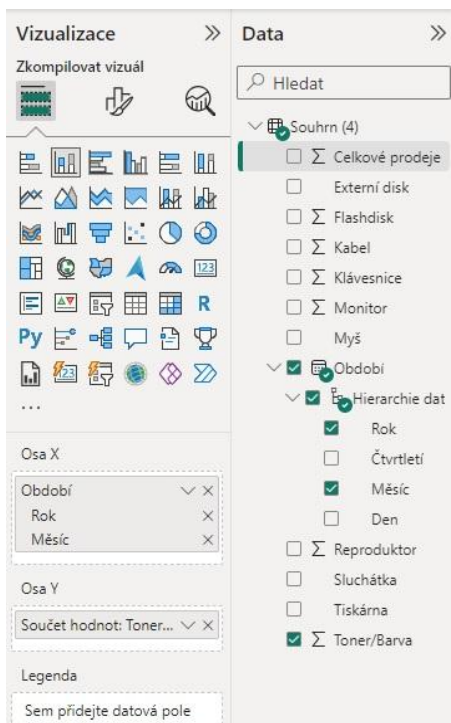 Vizualizace
Zkompilovat vizuál
123
R
Py
123
...
Osa X
Období
Rok
Měsíc
Osa Y
Součet hodnot: Toner...
Legenda
Sem přidejte datová pole
Data
Hledat
Souhrn (4)
Σ Celkové prodeje
Externí disk
Σ Flashdisk
Σ Kabel
Σ Klávesnice
Σ Monitor
Myš
Období
Hierarchie dat
Rok
Čtvrtletí
Měsíc
Den
Σ Reproduktor
Sluchátka
Tiskárna
Σ Toner/Barva